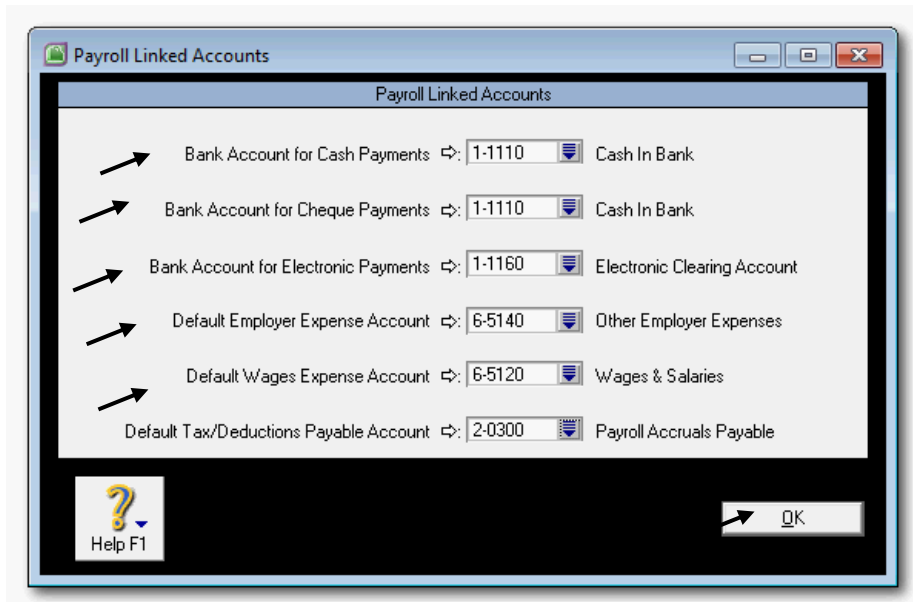 Payroll Linked Accounts
Payroll Linked Accounts
Bank Account for Cash Payments ⇨: 1-1110 Cash In Bank
Bank Account for Cheque Payments ⇨: 1-1110 Cash In Bank
Bank Account for Electronic Payments ⇨: 1-1160 Electronic Clearing Account
Default Employer Expense Account ⇨: 6-5140 Other Employer Expenses
Default Wages Expense Account ⇨: 6-5120 Wages & Salaries
Default Tax/Deductions Payable Account ⇨: 2-0300 Payroll Accruals Payable
Help F1
OK